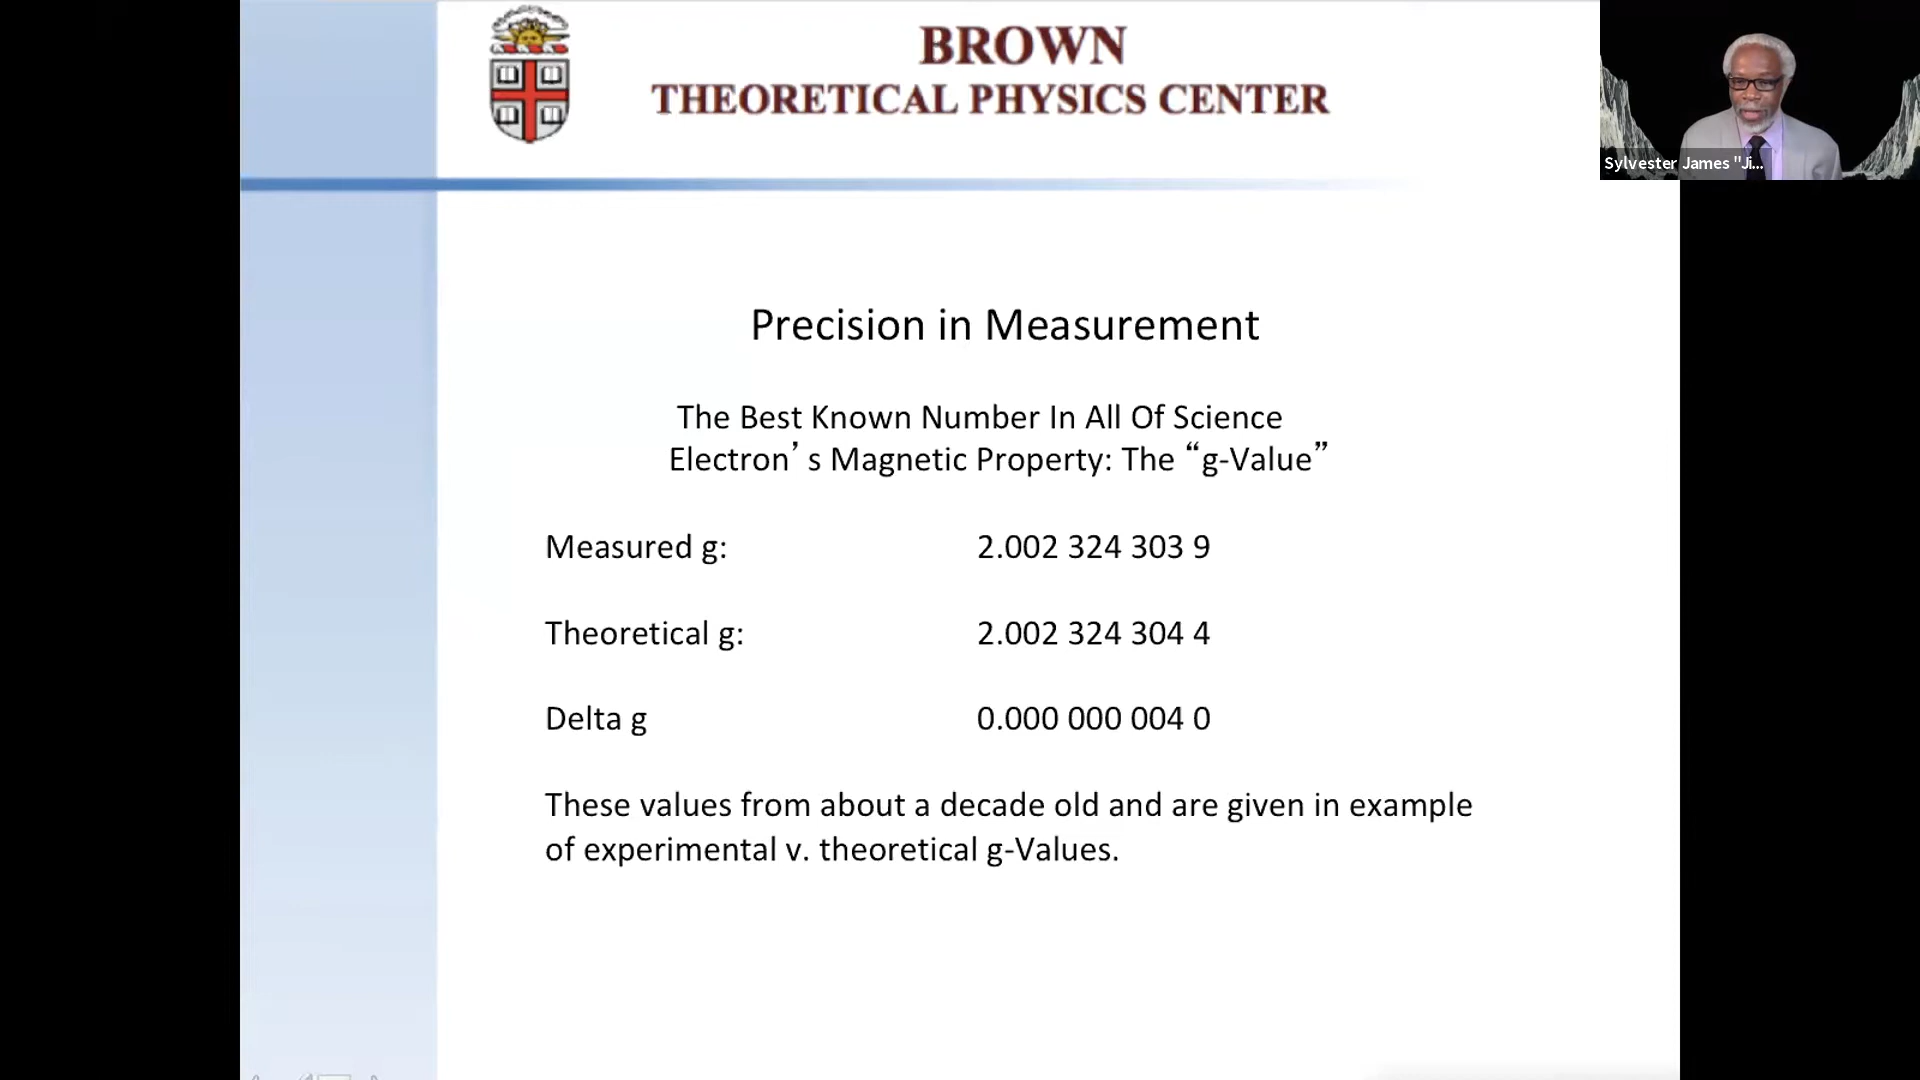 BROWN
THEORETICAL PHYSICS CENTER
Sylvester James "Ji...
Precision in Measurement
The Best Known Number In All Of Science
Electron’s Magnetic Property: The “g-Value”
Measured g: 2.002 324 303 9
Theoretical g: 2.002 324 304 4
Delta g 0.000 000 004 0
These values from about a decade old and are given in example
of experimental v. theoretical g-Values.